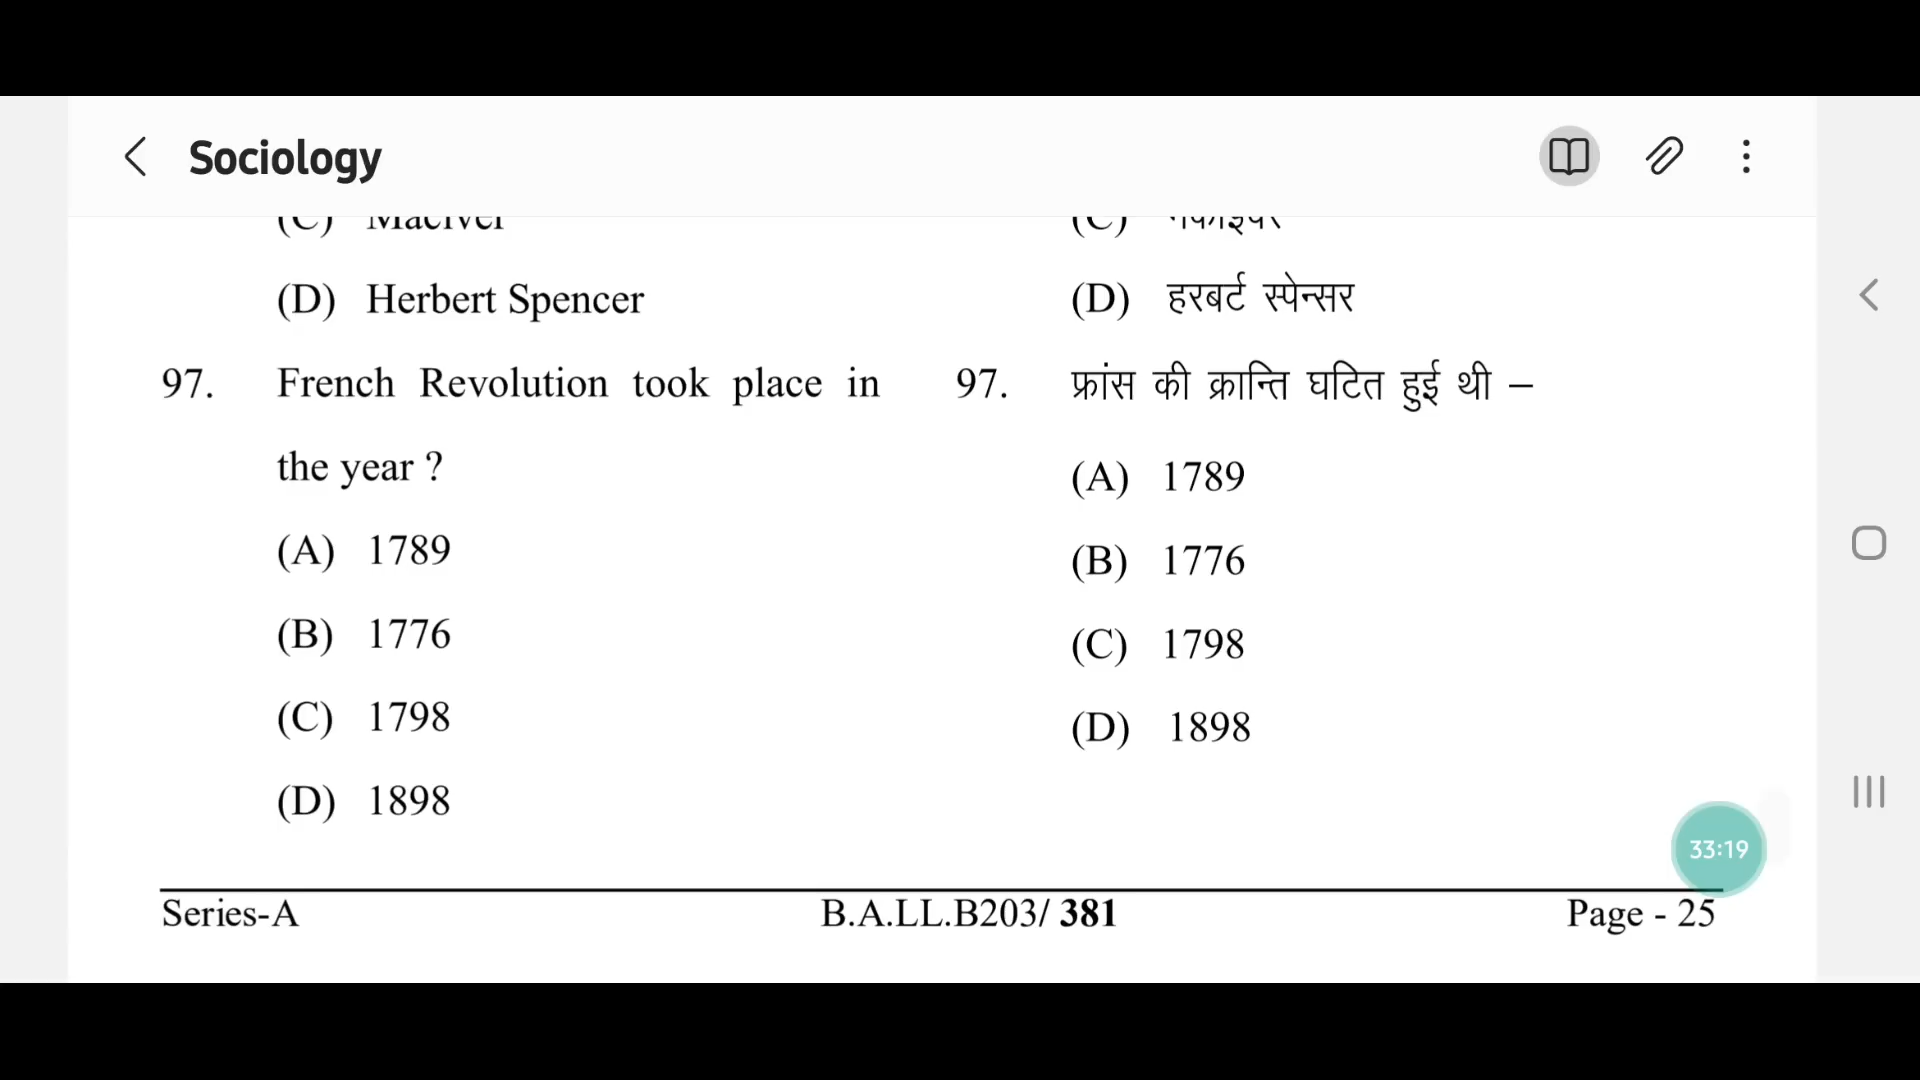 Sociology
(C) MacIver
(D) Herbert Spencer
97. French Revolution took place in
the year ?
(A) 1789
(B) 1776
(C) 1798
(D) 1898
(C)
(D) हरबर्ट स्पेन्सर
97. फ्रांस की क्रान्ति घटित हुई थी –
(A) 1789
(B) 1776
(C) 1798
(D) 1898
33:19
Series-A B.A.LL.B203/ 381 Page - 25